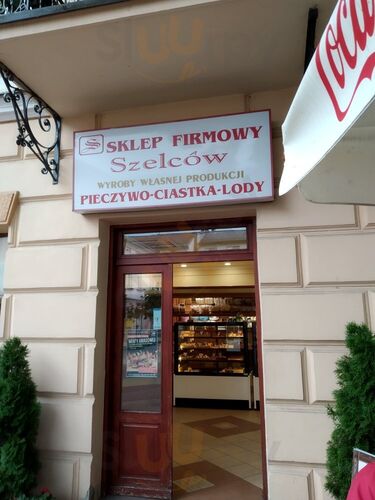 SKLEP FIRMOWY
Szelców
WYROBY WŁASNEJ PRODUKCJI
PIECZYWO-CIASTKA-LODY